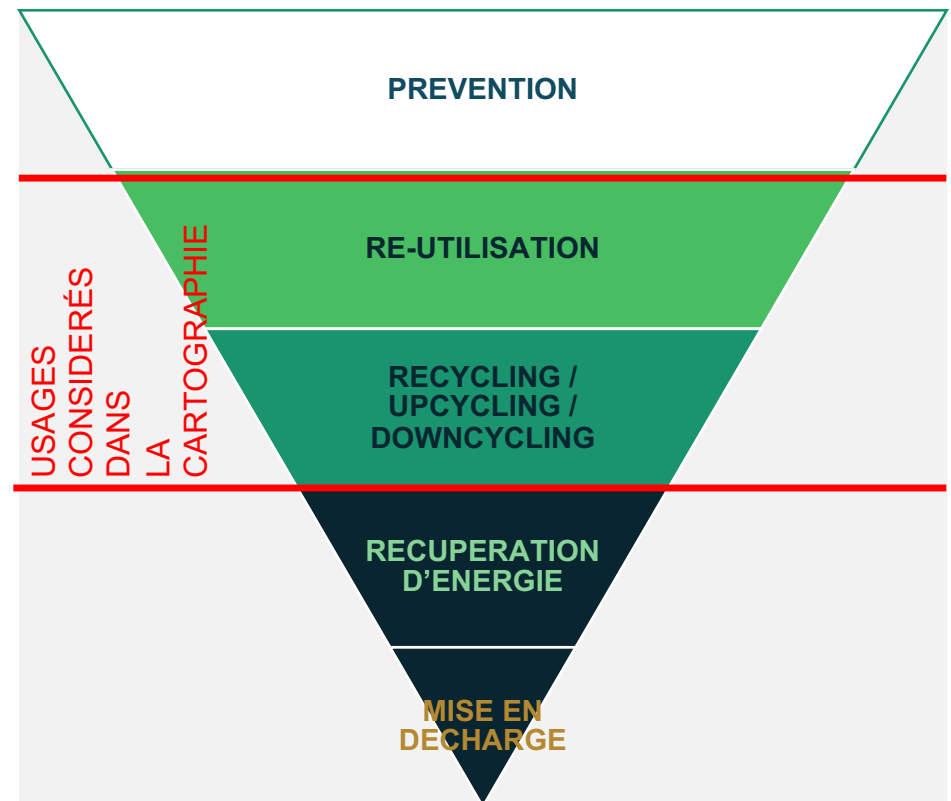 PREVENTION
RE-UTILISATION
USAGES
CONSIDERÉS
DANS
LA
CARTOGRAPHIE
RECYCLING /
UPCYCLING /
DOWNCYCLING
RECUPERATION
D’ENERGIE
MISE EN
DECHARGE